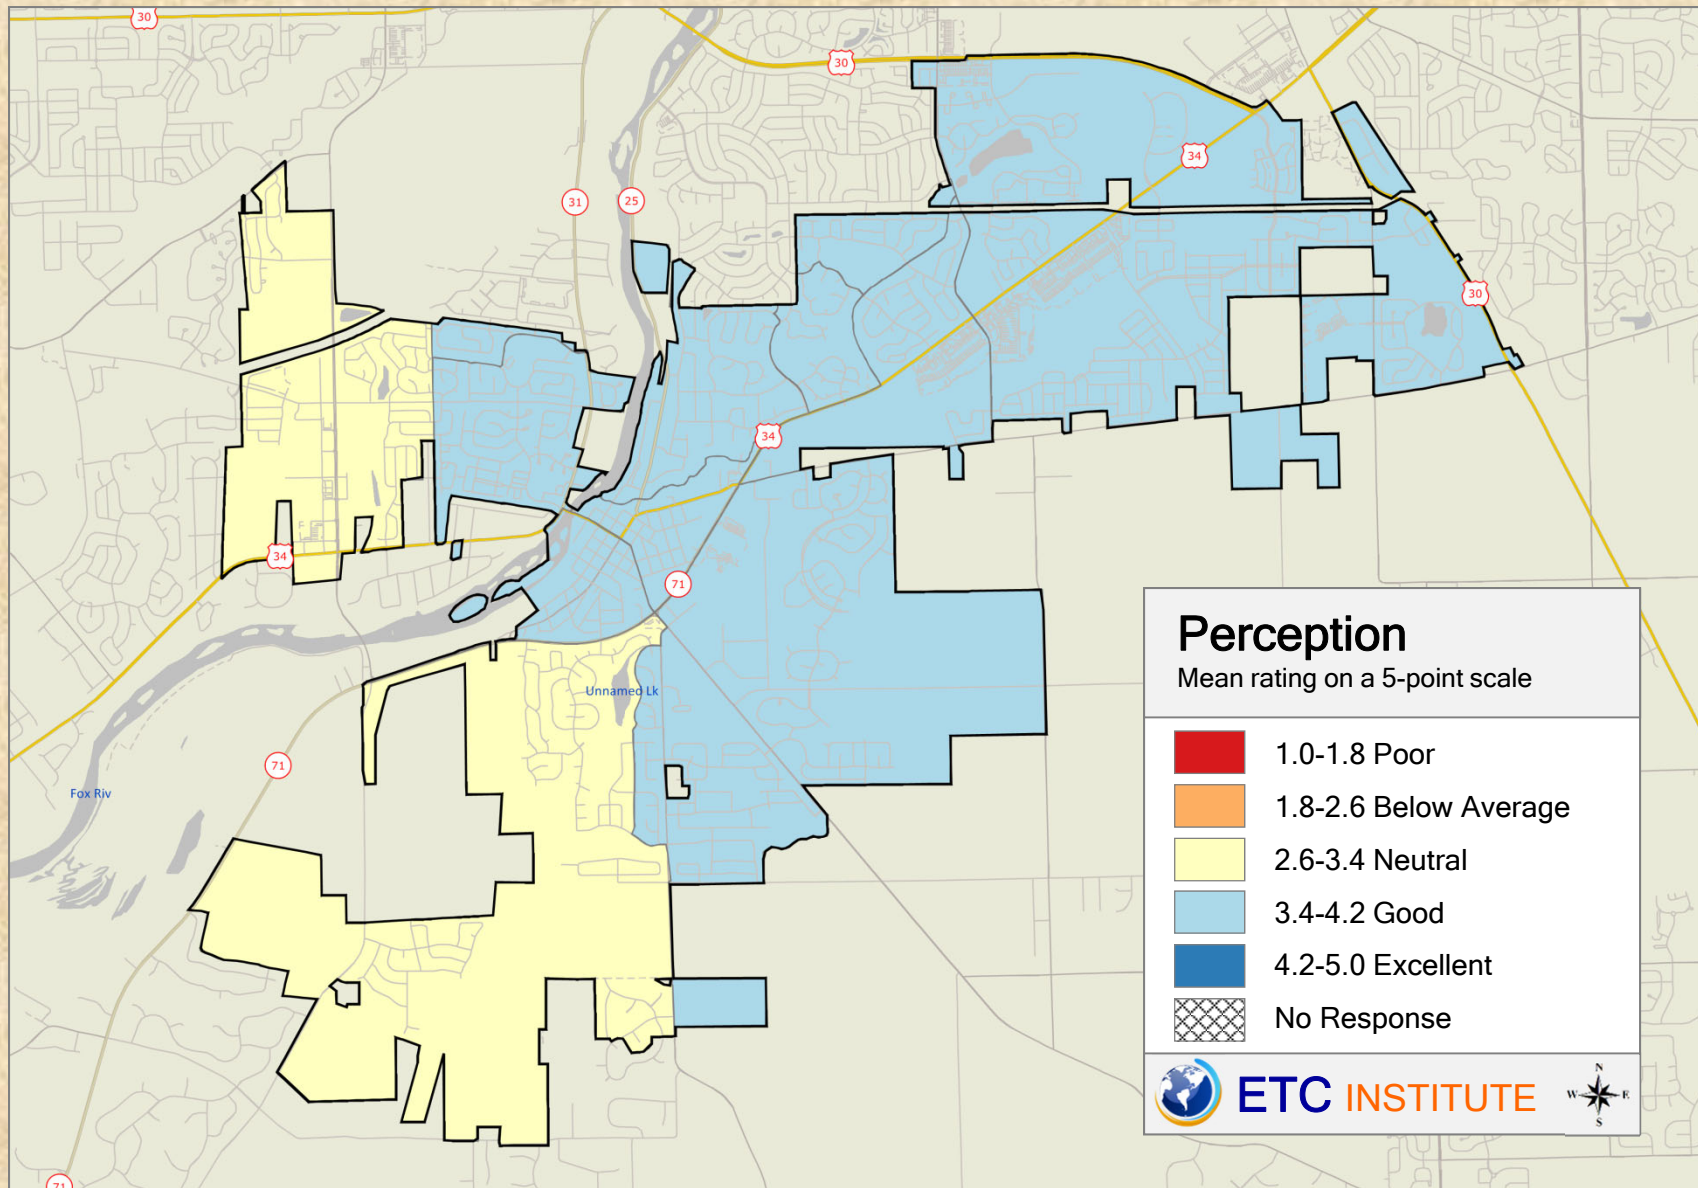 30
30
34
31
25
30
34
34
71
Unnamed Lk
71
Fox Riv
71
Perception
Mean rating on a 5-point scale
1.0-1.8 Poor
1.8-2.6 Below Average
2.6-3.4 Neutral
3.4-4.2 Good
4.2-5.0 Excellent
No Response
ETC INSTITUTE
N
W E
S